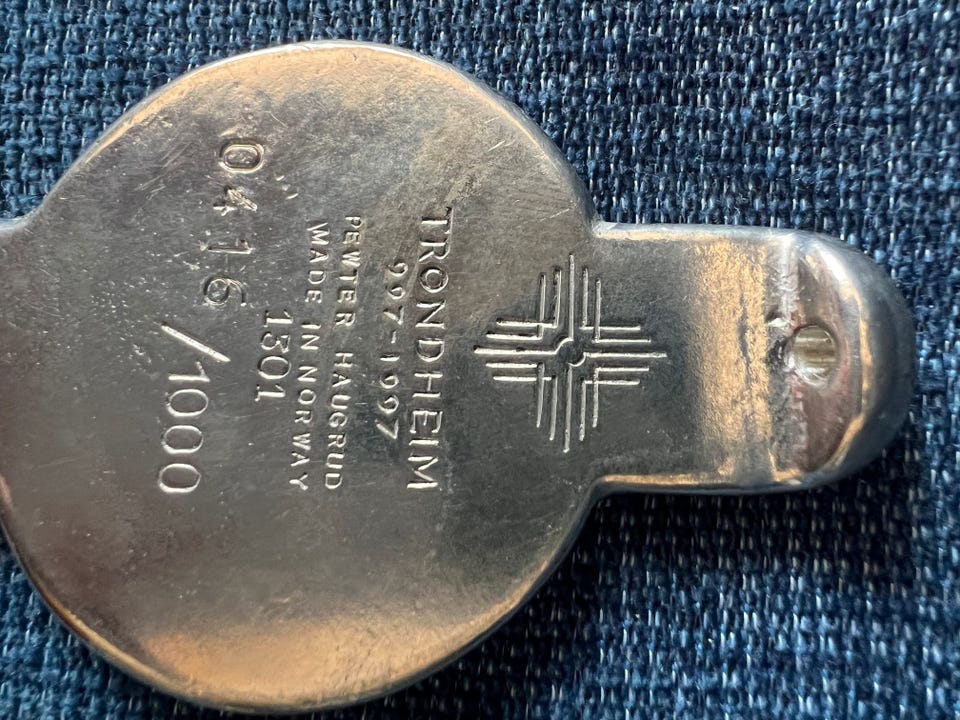 TRONDHEIM
997-1997
PEWTER HAUGRUD
MADE IN NORWAY
1301
0416/1000